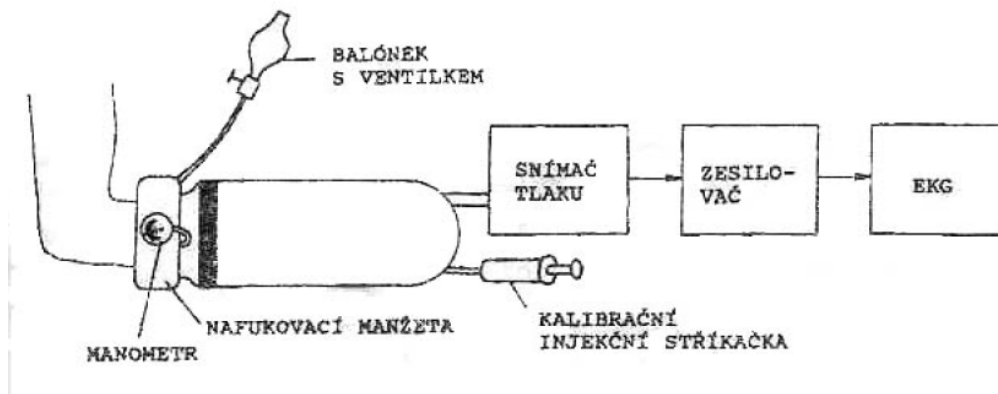 BALÓNEK
S VENTILKEM
SNÍMAČ
TLAKU
ZESILO-
VAČ
EKG
NAFUKOVACÍ MANŽETA
MANOMETR
KALIBRAČNÍ
INJEKČNÍ STŘÍKAČKA